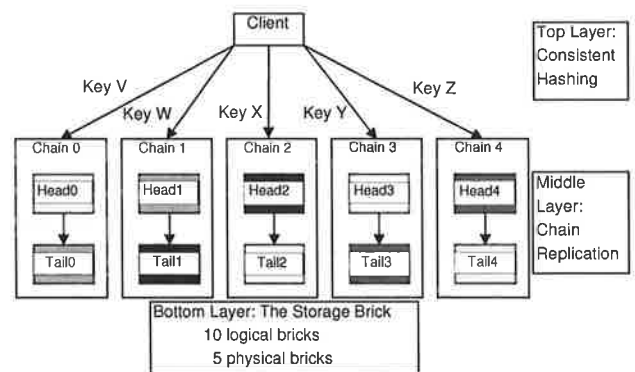 Client
Top Layer:
Consistent
Hashing
Key V
Key W
Key X
Key Y
Key Z
Chain 0
Chain 1
Chain 2
Chain 3
Chain 4
Head0
Head1
Head2
Head3
Head4
Middle
Layer:
Chain
Replication
Tail0
Tail1
Tail2
Tail3
Tail4
Bottom Layer: The Storage Brick
10 logical bricks
5 physical bricks